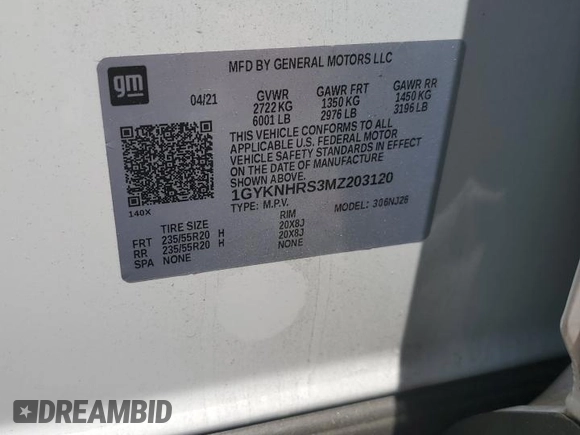 gm
MFD BY GENERAL MOTORS LLC
04/21
GVWR GAWR FRT GAWR RR
2722 KG 1350 KG 1450 KG
6001 LB 2976 LB 3196 LB
THIS VEHICLE CONFORMS TO ALL
APPLICABLE U.S. FEDERAL MOTOR
VEHICLE SAFETY STANDARDS IN EFFECT
ON THE DATE OF MANUFACTURE
SHOWN ABOVE.
1GYKNHRS3MZ203120
TYPE: M.P.V. MODEL: 306NJ26
140X
TIRE SIZE RIM
FRT 235/55R20 H 20X8J
RR 235/55R20 H 20X8J
SPA NONE NONE
DREAMBID